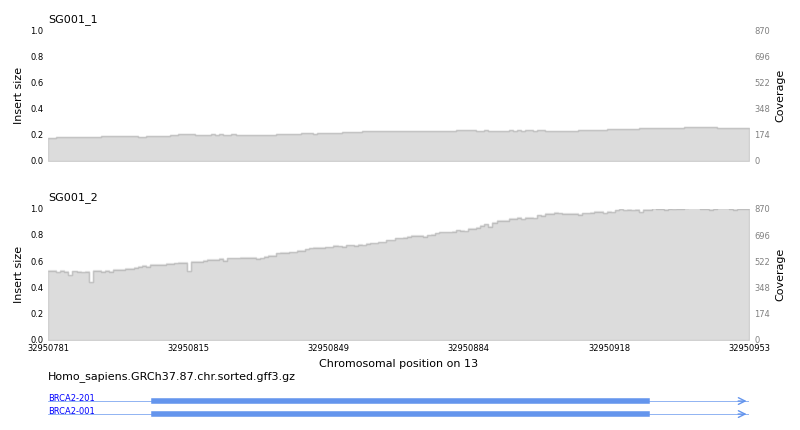 SG001_1
1.0 870
0.8 696
0.6 522
0.4 348
0.2 174
0.0 0
Insert size
Coverage
SG001_2
1.0 870
0.8 696
0.6 522
0.4 348
0.2 174
0.0 0
Insert size
Coverage
32950781 32950815 32950849 32950884 32950918 32950953
Chromosomal position on 13
Homo_sapiens.GRCh37.87.chr.sorted.gff3.gz
BRCA2-201
BRCA2-001